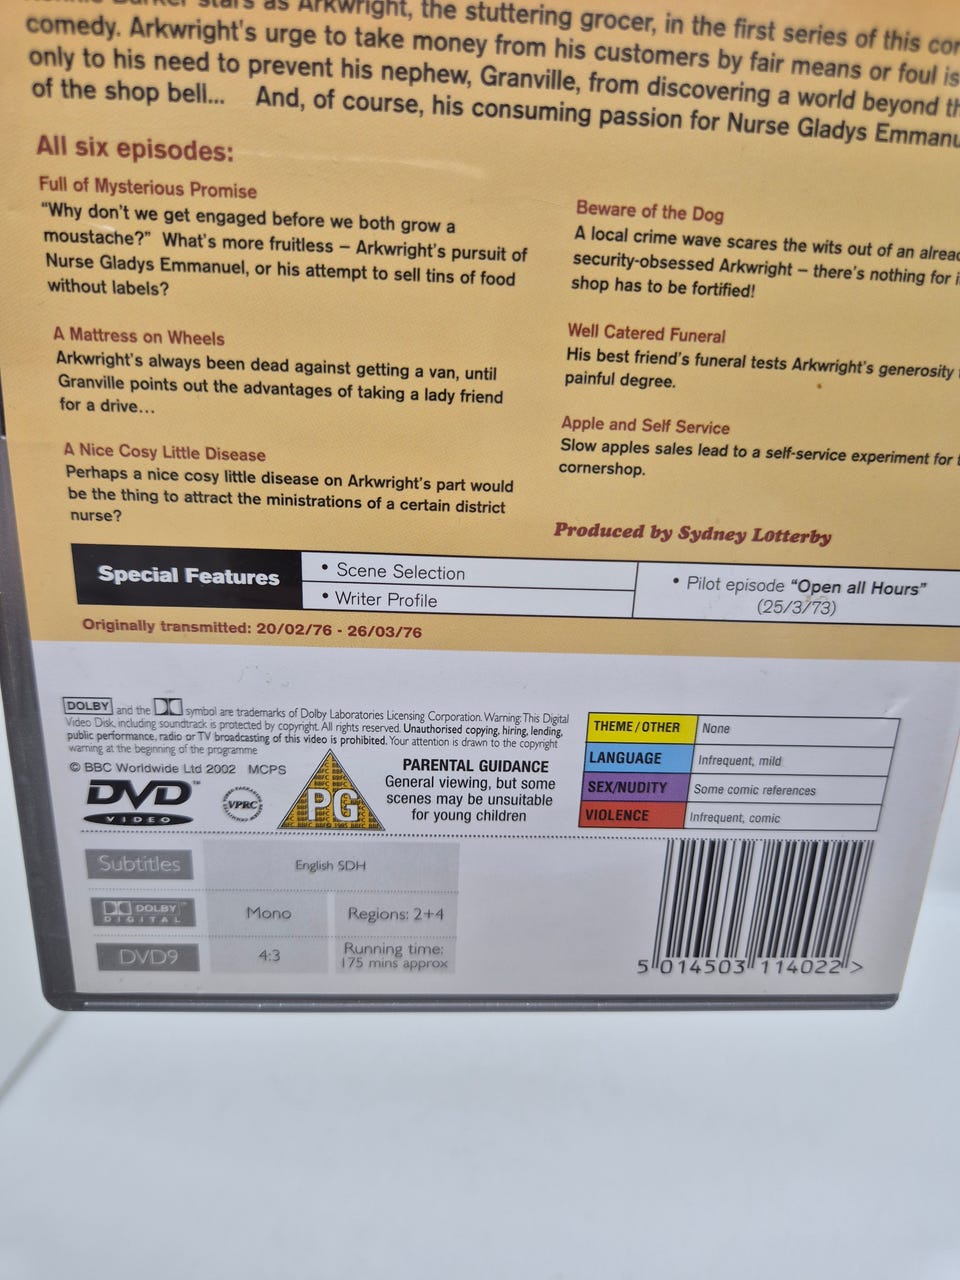 stars as Arkwright, the stuttering grocer, in the first series of this
comedy. Arkwright's urge to take money from his customers by fair means or foul is
only to his need to prevent his nephew, Granville, from discovering a world beyond
of the shop bell... And, of course, his consuming passion for Nurse Gladys
All six episodes:
Full of Mysterious Promise
“Why don't we get engaged before we both grow a
moustache?” What's more fruitless – Arkwright's pursuit of
Nurse Gladys Emmanuel, or his attempt to sell tins of food
without labels?
A Mattress on Wheels
Arkwright's always been dead against getting a van, until
Granville points out the advantages of taking a lady friend
for a drive...
A Nice Cosy Little Disease
Perhaps a nice cosy little disease on Arkwright's part would
be the thing to attract the ministrations of a certain district
nurse?
Beware of the Dog
A local crime wave scares the wits out of an
security-obsessed Arkwright – there's nothing for
shop has to be fortified!
Well Catered Funeral
His best friend's funeral tests Arkwright's generosity
painful degree.
Apple and Self Service
Slow apples sales lead to a self-service experiment for
cornershop.
Produced by Sydney Lotterby
Special Features
• Scene Selection
• Writer Profile
• Pilot episode “Open all Hours”
(25/3/73)
Originally transmitted: 20/02/76 - 26/03/76
DOLBY and the symbol are trademarks of Dolby Laboratories Licensing Corporation. Warning: This Digital
Video Disk, including soundtrack is protected by copyright. All rights reserved. Unauthorised copying, hiring, lending,
public performance, radio or TV broadcasting of this video is prohibited. Your attention is drawn to the copyright
warning at the beginning of the programme
© BBC Worldwide Ltd 2002 MCPS
DVD™
VIDEO
VPRC
PG
PARENTAL GUIDANCE
General viewing, but some
scenes may be unsuitable
for young children
THEME/OTHER None
LANGUAGE Infrequent, mild
SEX/NUDITY Some comic references
VIOLENCE Infrequent, comic
Subtitles English SDH
DOLBY™
DIGITAL
Mono
Regions: 2+4
DVD9
4:3
Running time:
175 mins approx
5 014503 114022 >